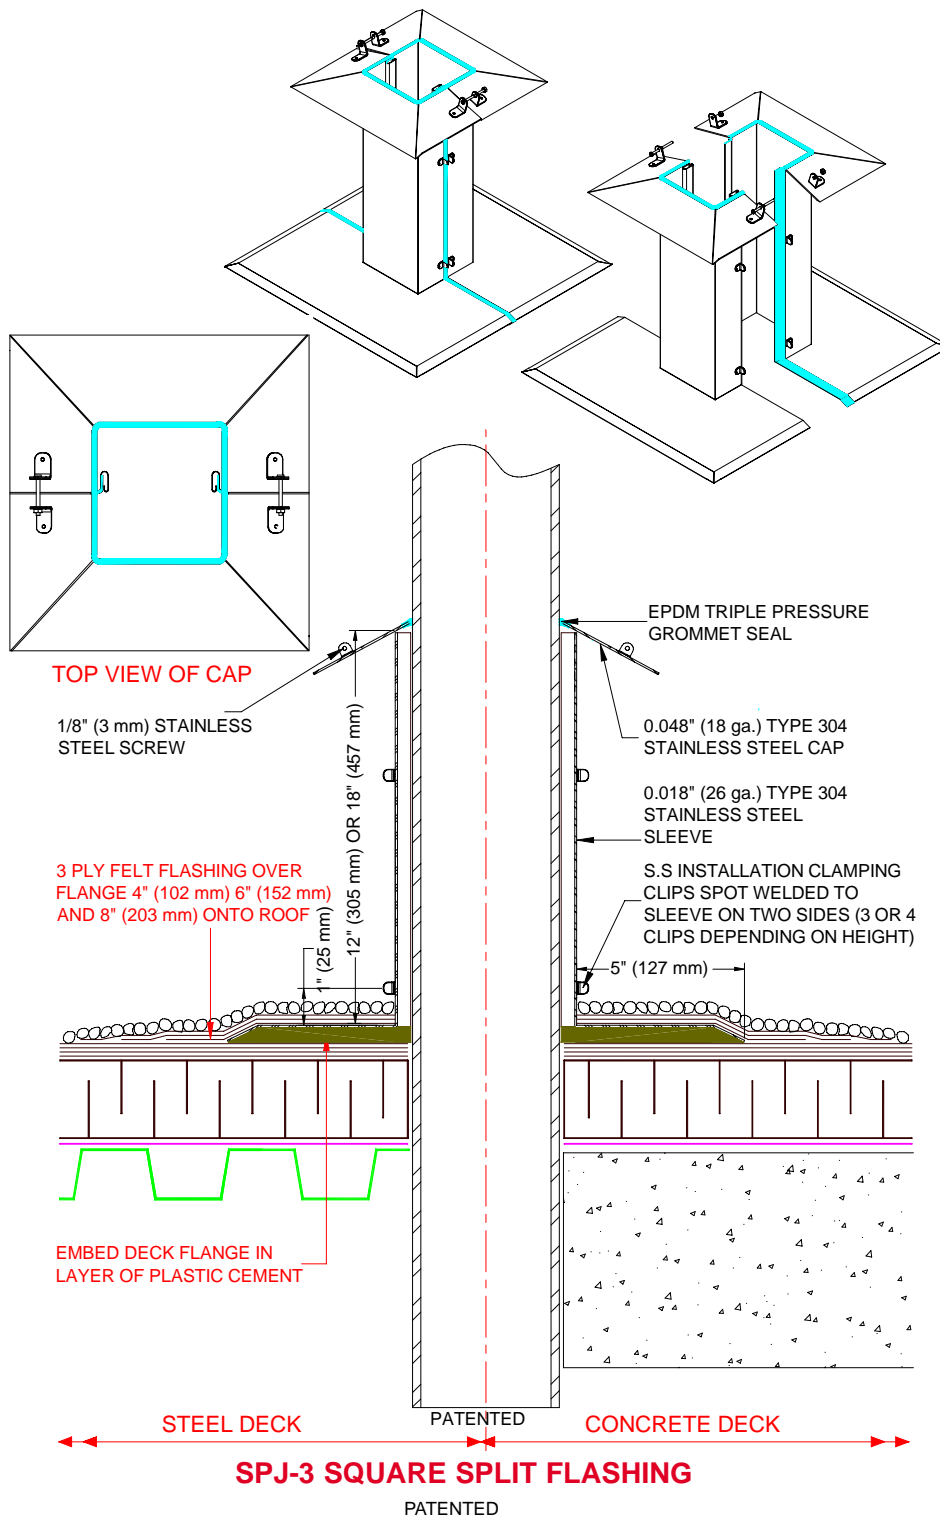 TOP VIEW OF CAP
EPDM TRIPLE PRESSURE
GROMMET SEAL
1/8" (3 mm) STAINLESS
STEEL SCREW
0.048" (18 ga.) TYPE 304
STAINLESS STEEL CAP
0.018" (26 ga.) TYPE 304
STAINLESS STEEL
SLEEVE
12" (305 mm) OR 18" (457 mm)
3 PLY FELT FLASHING OVER
FLANGE 4" (102 mm) 6" (152 mm)
AND 8" (203 mm) ONTO ROOF
1" (25 mm)
S.S INSTALLATION CLAMPING
CLIPS SPOT WELDED TO
SLEEVE ON TWO SIDES (3 OR 4
CLIPS DEPENDING ON HEIGHT)
5" (127 mm)
EMBED DECK FLANGE IN
LAYER OF PLASTIC CEMENT
STEEL DECK
PATENTED
CONCRETE DECK
SPJ-3 SQUARE SPLIT FLASHING
PATENTED